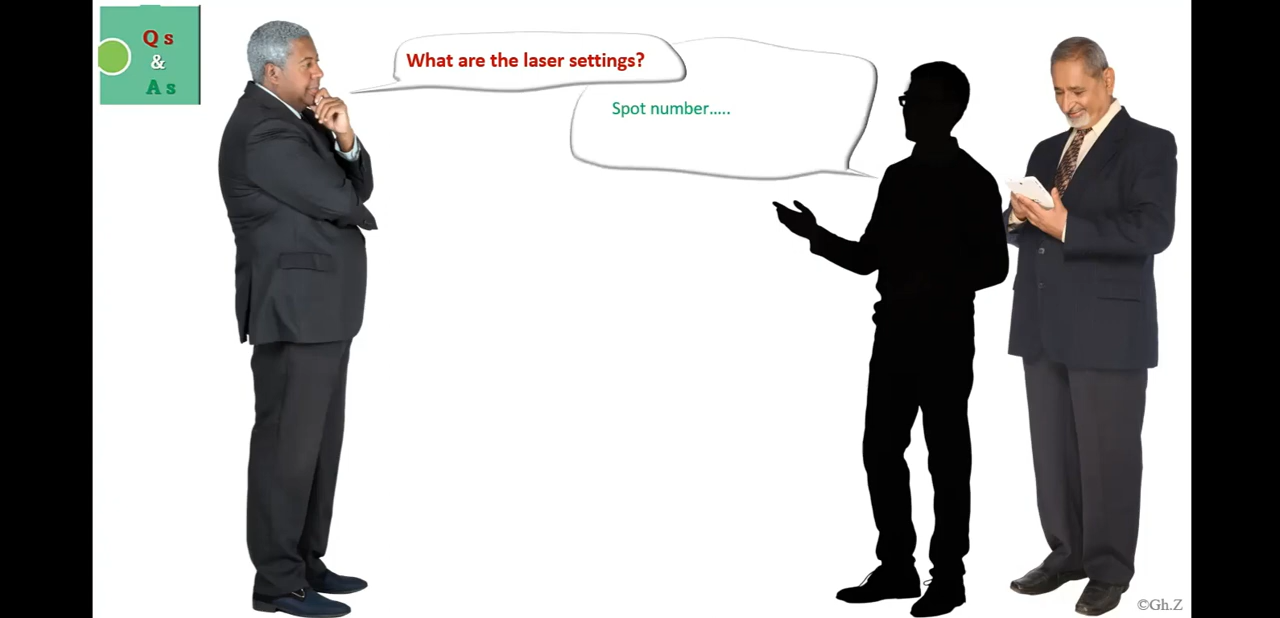 Q s
&
A s
What are the laser settings?
Spot number.....
©Gh.Z